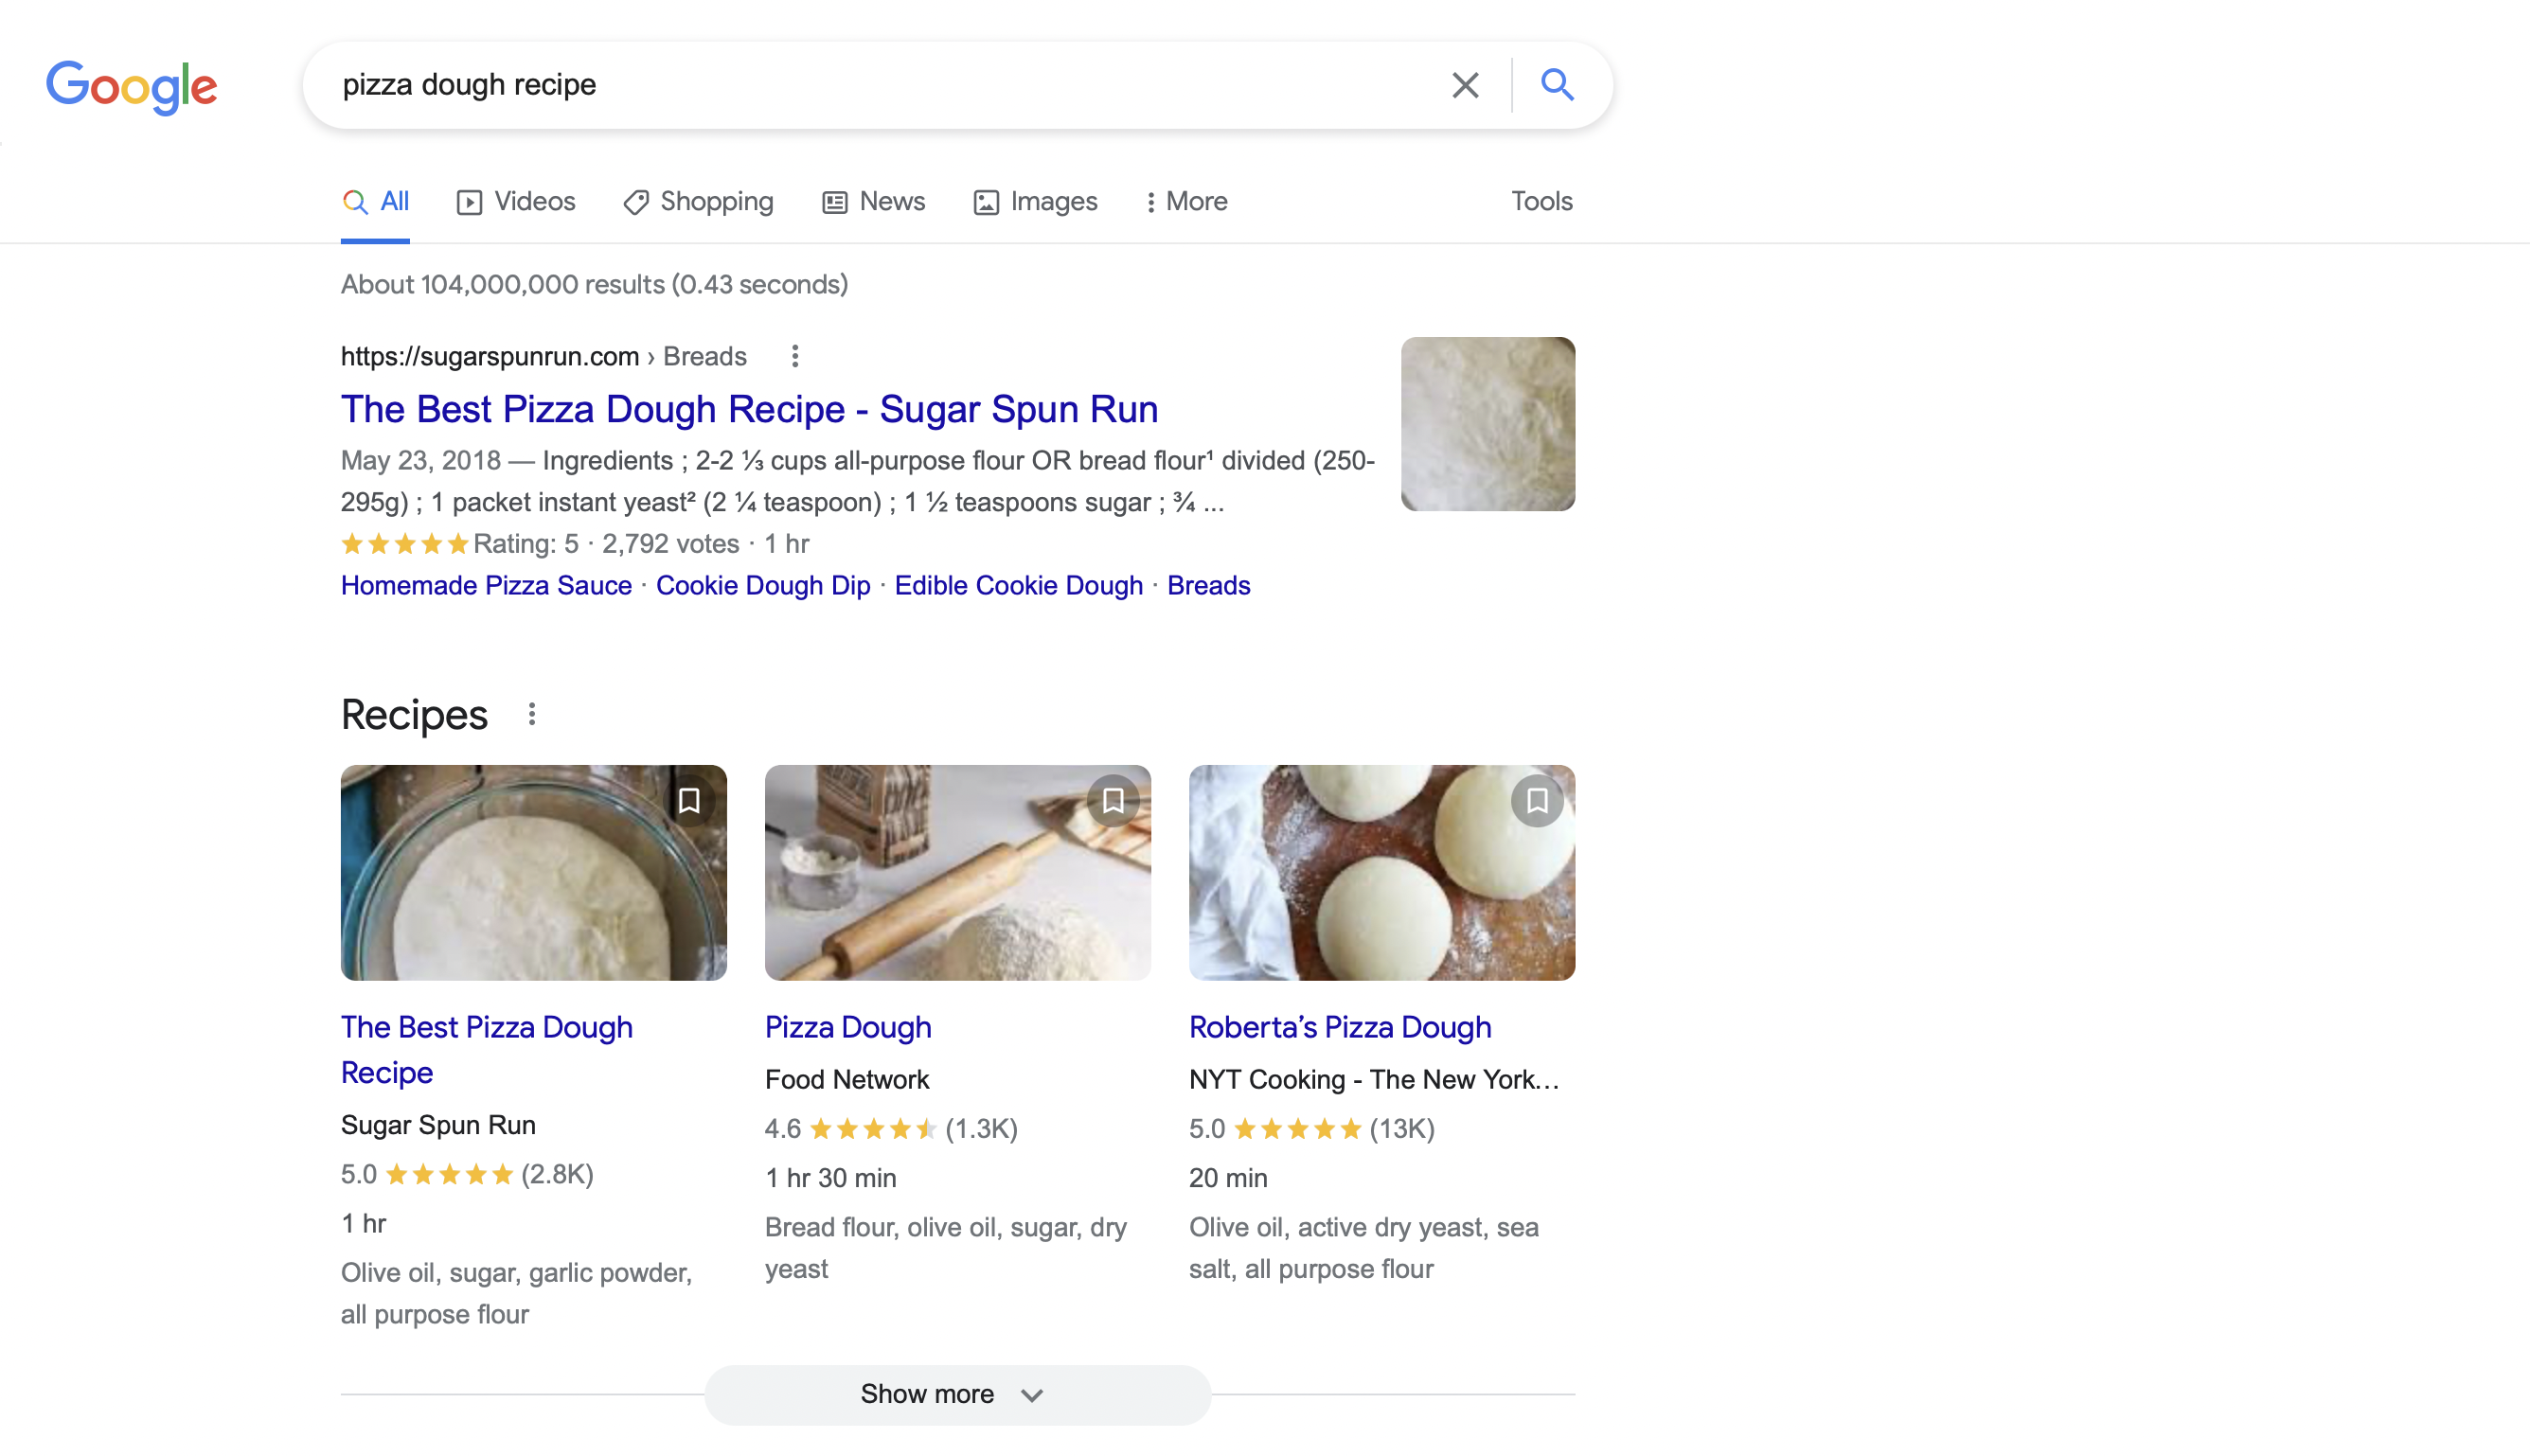 Google
pizza dough recipe
All
Videos
Shopping
News
Images
More
Tools
About 104,000,000 results (0.43 seconds)
https://sugarspunrun.com › Breads
The Best Pizza Dough Recipe - Sugar Spun Run
May 23, 2018 — Ingredients ; 2-2 ⅓ cups all-purpose flour OR bread flour¹ divided (250-
295g) ; 1 packet instant yeast² (2 ¼ teaspoon) ; 1 ½ teaspoons sugar ; ¾ ...
Rating: 5 · 2,792 votes · 1 hr
Homemade Pizza Sauce · Cookie Dough Dip · Edible Cookie Dough · Breads
Recipes
The Best Pizza Dough
Recipe
Sugar Spun Run
5.0 (2.8K)
1 hr
Olive oil, sugar, garlic powder,
all purpose flour
Pizza Dough
Food Network
4.6 (1.3K)
1 hr 30 min
Bread flour, olive oil, sugar, dry
yeast
Roberta’s Pizza Dough
NYT Cooking - The New York...
5.0 (13K)
20 min
Olive oil, active dry yeast, sea
salt, all purpose flour
Show more